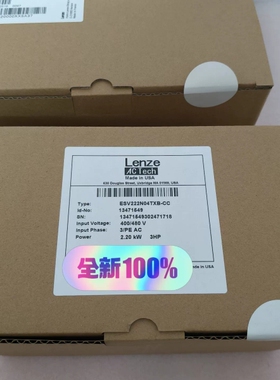 Lenze
AC Tech
Made in USA
630 Douglas Street, Uxbridge MA 01569, USA
Type: ESV222N04TXB-CC
Id-No: 13471649
SN: 13471649302471718
Input Voltage: 400/480 V
Input Phase: 3/PE AC
Power: 2.20 kW 3HP
全新100%
Made in USA